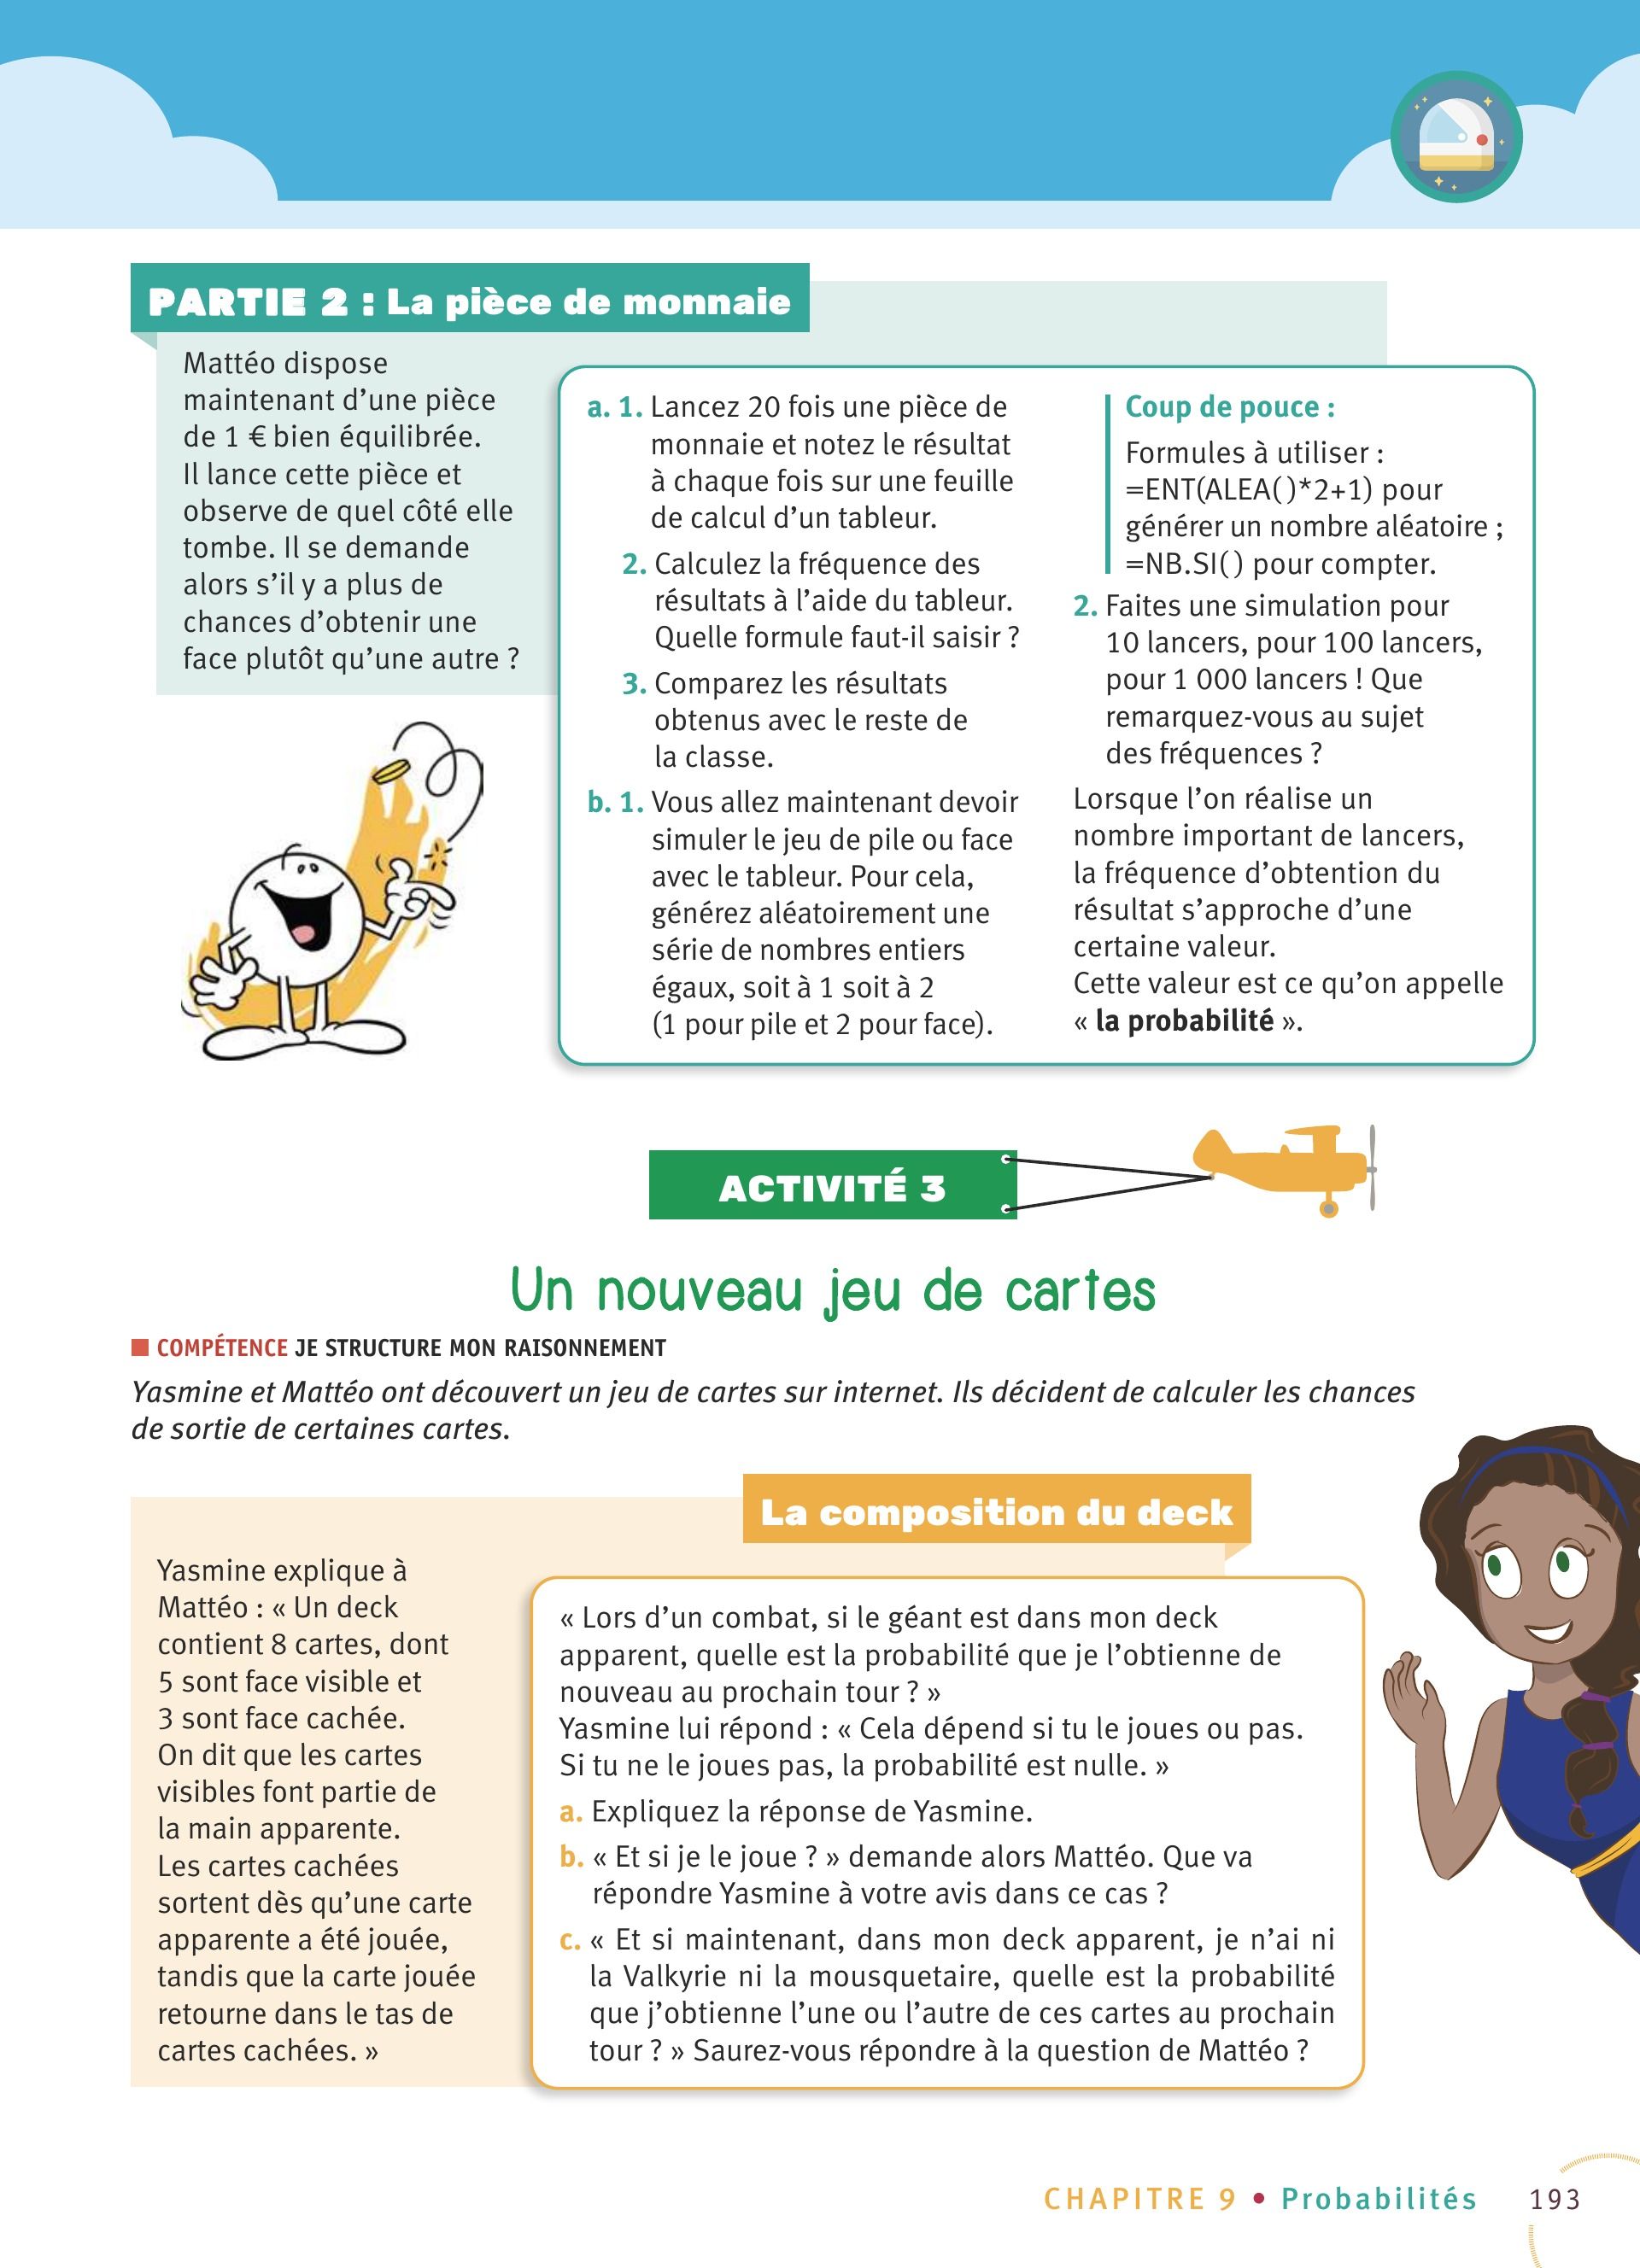 PARTIE 2 : La pièce de monnaie
Mattéo dispose
maintenant d'une pièce
de 1 € bien équilibrée.
Il lance cette pièce et
observe de quel côté elle
tombe. Il se demande
alors s'il y a plus de
chances d'obtenir une
face plutôt qu'une autre ?
a. 1. Lancez 20 fois une pièce de
monnaie et notez le résultat
à chaque fois sur une feuille
de calcul d'un tableur.
2. Calculez la fréquence des
résultats à l'aide du tableur.
Quelle formule faut-il saisir ?
3. Comparez les résultats
obtenus avec le reste de
la classe.
b. 1. Vous allez maintenant devoir
simuler le jeu de pile ou face
avec le tableur. Pour cela,
générez aléatoirement une
série de nombres entiers
égaux, soit à 1 soit à 2
(1 pour pile et 2 pour face).
Coup de pouce :
Formules à utiliser :
=ENT(ALEA()*2+1) pour
générer un nombre aléatoire ;
=NB.SI() pour compter.
2. Faites une simulation pour
10 lancers, pour 100 lancers,
pour 1 000 lancers ! Que
remarquez-vous au sujet
des fréquences ?
Lorsque l'on réalise un
nombre important de lancers,
la fréquence d'obtention du
résultat s'approche d'une
certaine valeur.
Cette valeur est ce qu'on appelle
« la probabilité ».
ACTIVITÉ 3
Un nouveau jeu de cartes
COMPÉTENCE JE STRUCTURE MON RAISONNEMENT
Yasmine et Mattéo ont découvert un jeu de cartes sur internet. Ils décident de calculer les chances
de sortie de certaines cartes.
La composition du deck
Yasmine explique à
Mattéo : « Un deck
contient 8 cartes, dont
5 sont face visible et
3 sont face cachée.
On dit que les cartes
visibles font partie de
la main apparente.
Les cartes cachées
sortent dès qu'une carte
apparente a été jouée,
tandis que la carte jouée
retourne dans le tas de
cartes cachées. »
« Lors d'un combat, si le géant est dans mon deck
apparent, quelle est la probabilité que je l'obtienne de
nouveau au prochain tour ? »
Yasmine lui répond : « Cela dépend si tu le joues ou pas.
Si tu ne le joues pas, la probabilité est nulle. »
a. Expliquez la réponse de Yasmine.
b. « Et si je le joue ? » demande alors Mattéo. Que va
répondre Yasmine à votre avis dans ce cas ?
c. « Et si maintenant, dans mon deck apparent, je n'ai ni
la Valkyrie ni la mousquetaire, quelle est la probabilité
que j'obtienne l'une ou l'autre de ces cartes au prochain
tour ? » Saurez-vous répondre à la question de Mattéo ?
CHAPITRE 9 • Probabilités 193